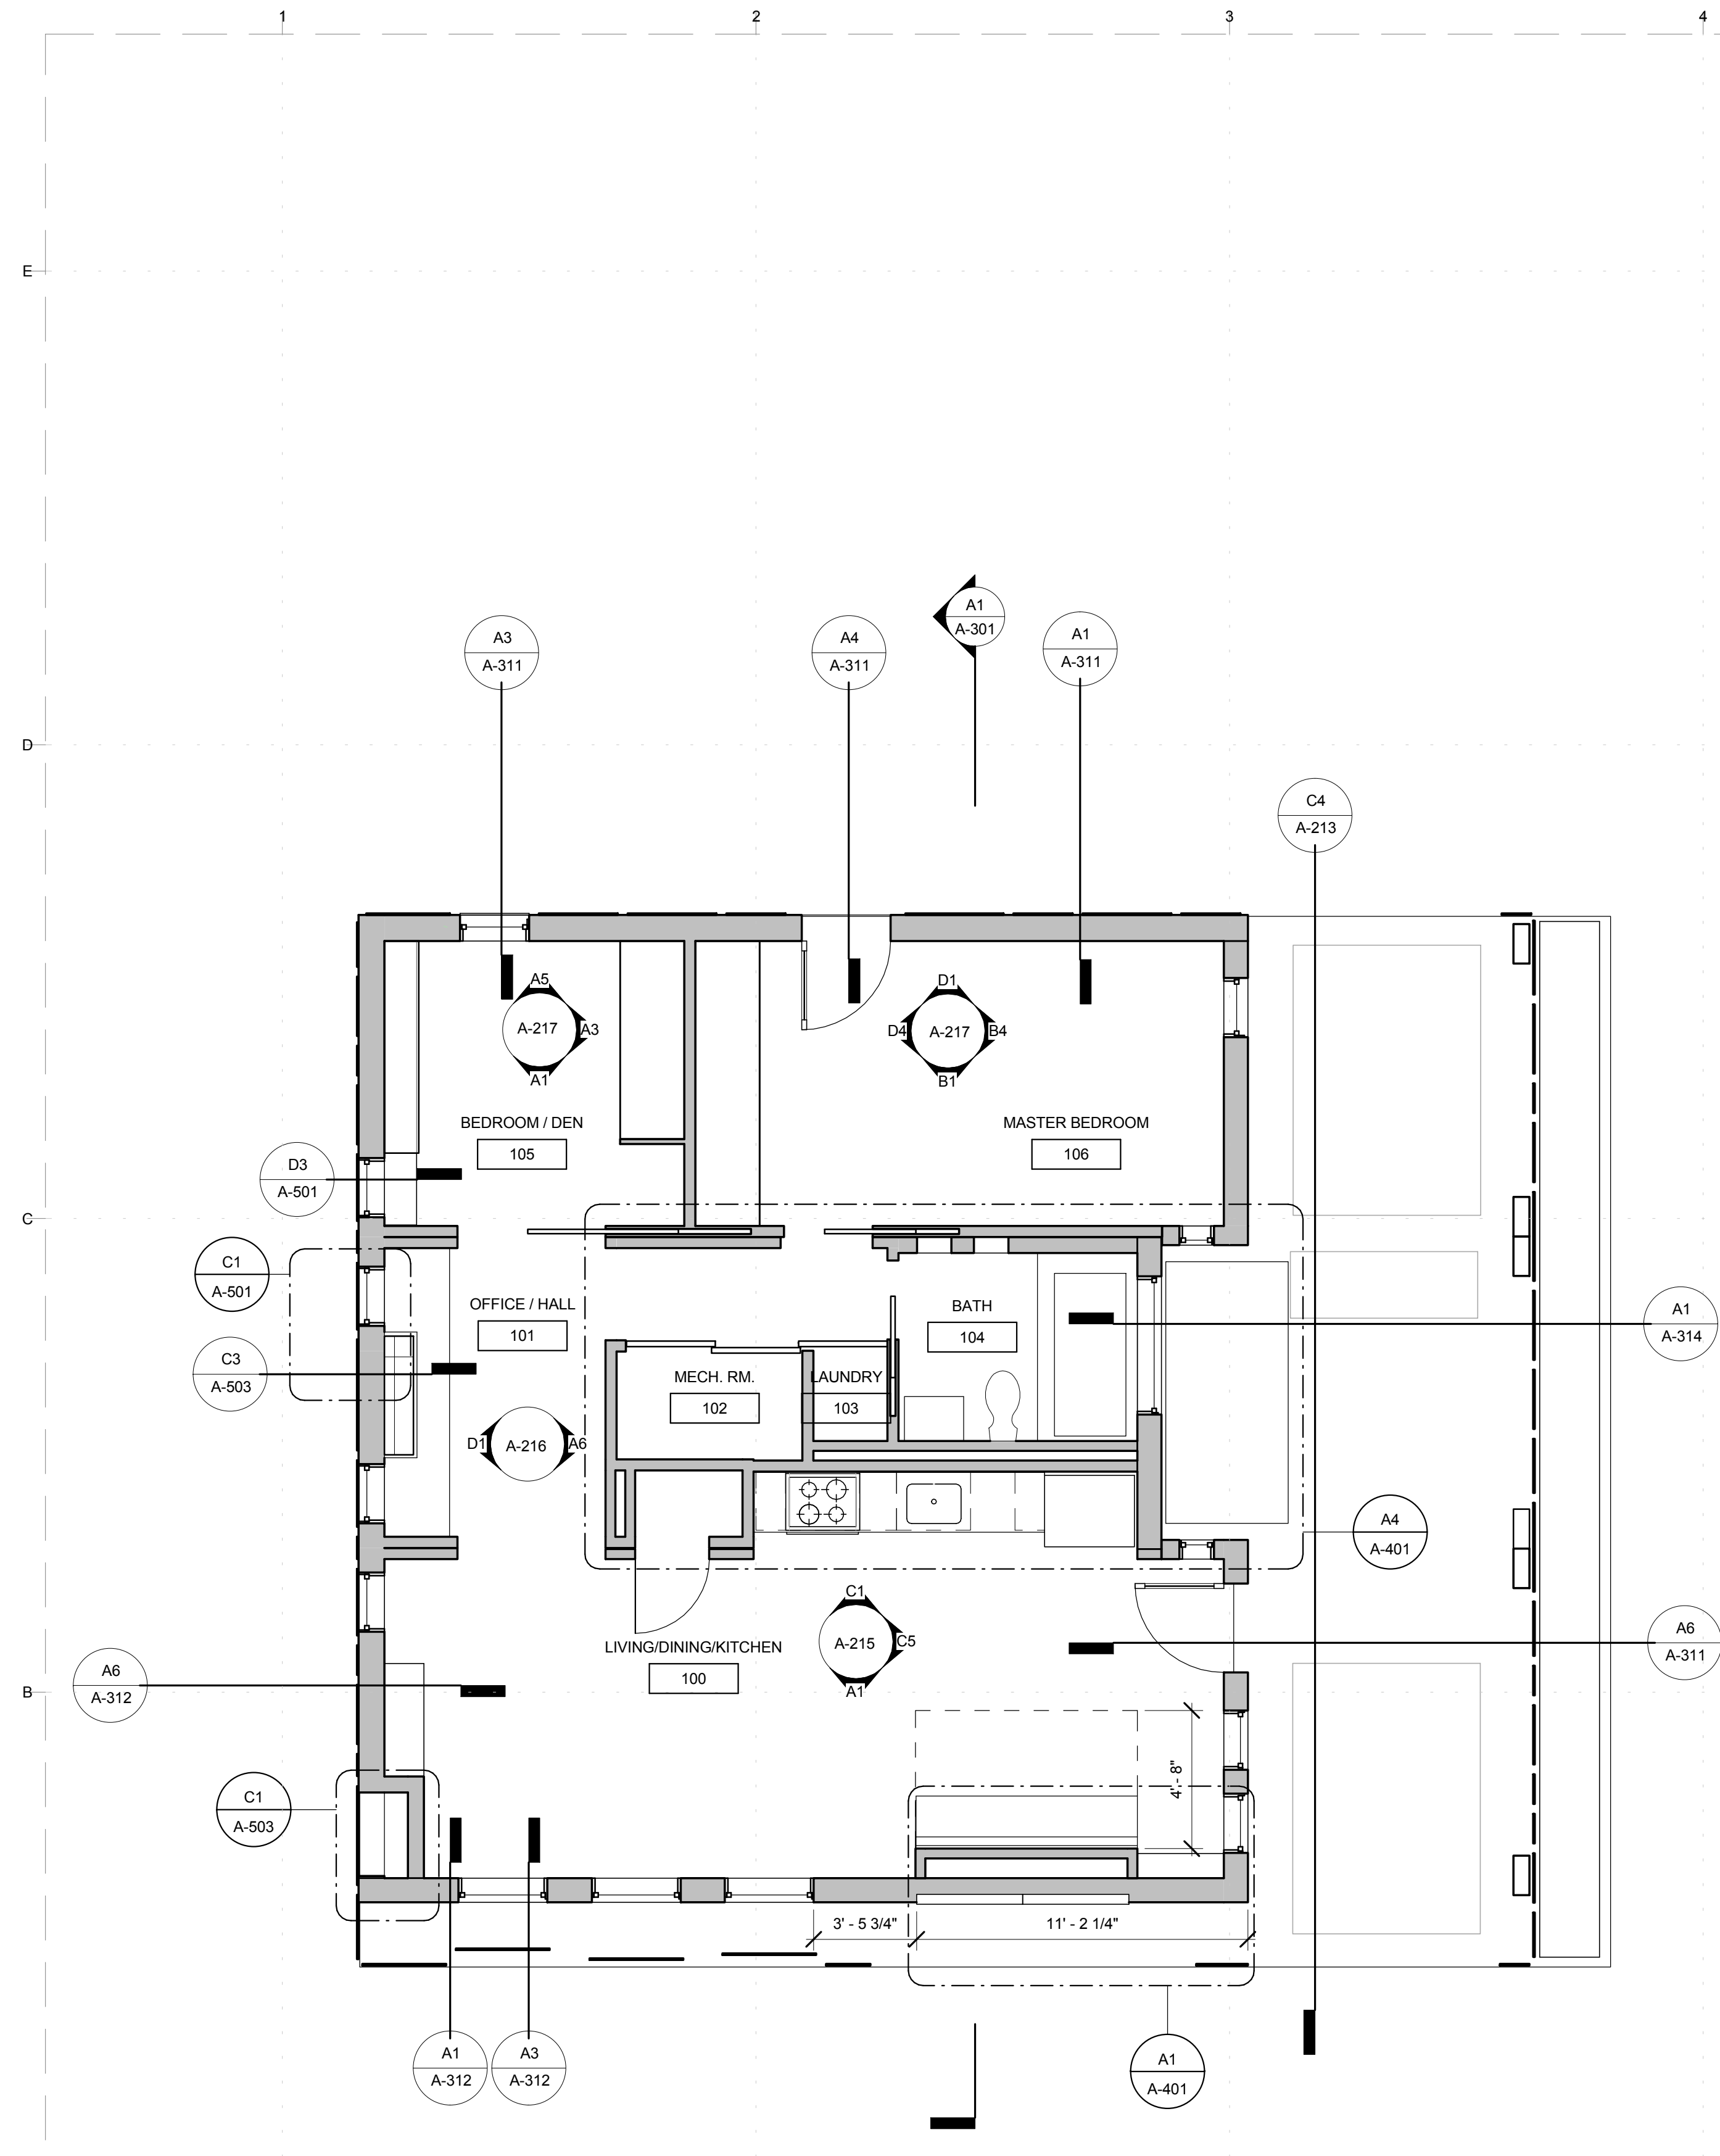 1
2
3
4
E
A1
A-301
A3
A-311
A4
A-311
A1
A-311
D
C4
A-213
A5
A-217
A3
A1
D1
D4
A-217
B4
B1
BEDROOM / DEN
105
MASTER BEDROOM
106
D3
A-501
C
C1
A-501
OFFICE / HALL
101
BATH
104
A1
A-314
C3
A-503
MECH. RM.
102
LAUNDRY
103
D1
A-216
A6
A4
A-401
C1
A-215
C5
A1
LIVING/DINING/KITCHEN
100
A6
A-311
A6
A-312
B
4' - 8"
C1
A-503
3' - 5 3/4"
11' - 2 1/4"
A1
A-312
A3
A-312
A1
A-401